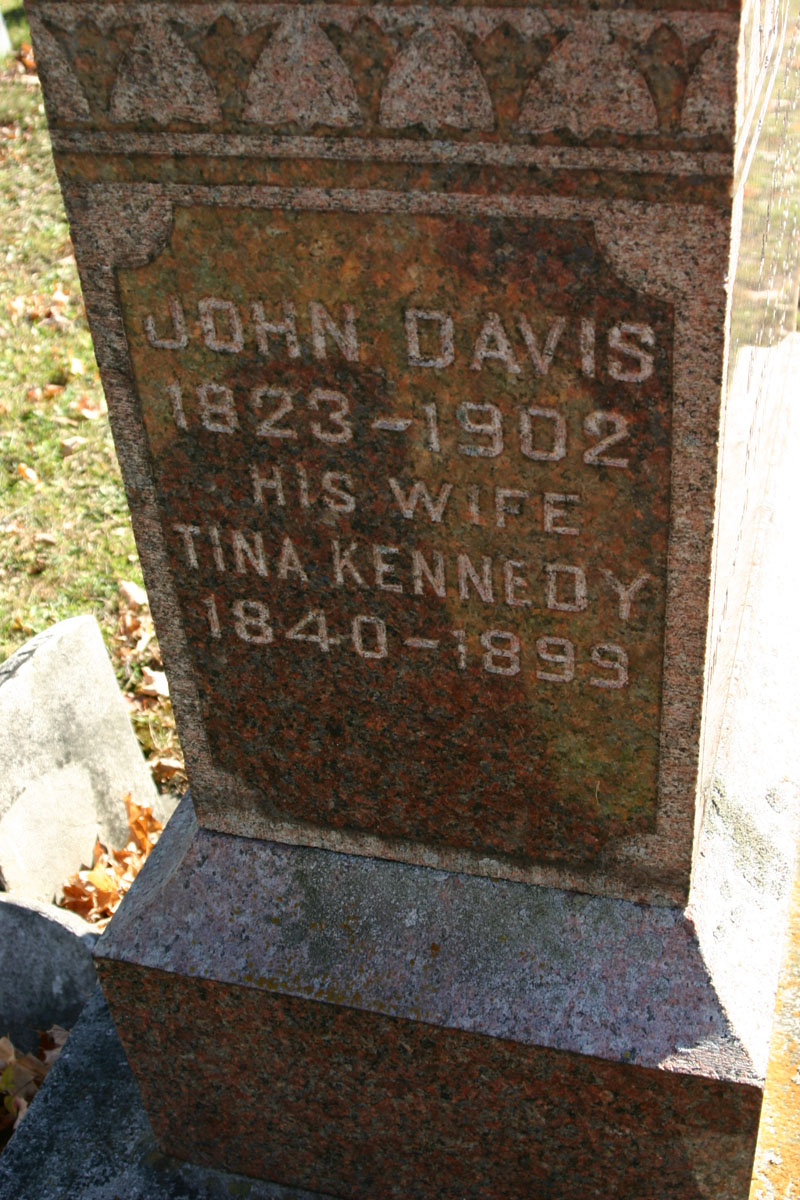 JOHN DAVIS
1823-1902
HIS WIFE
TINA KENNEDY
1840-1899